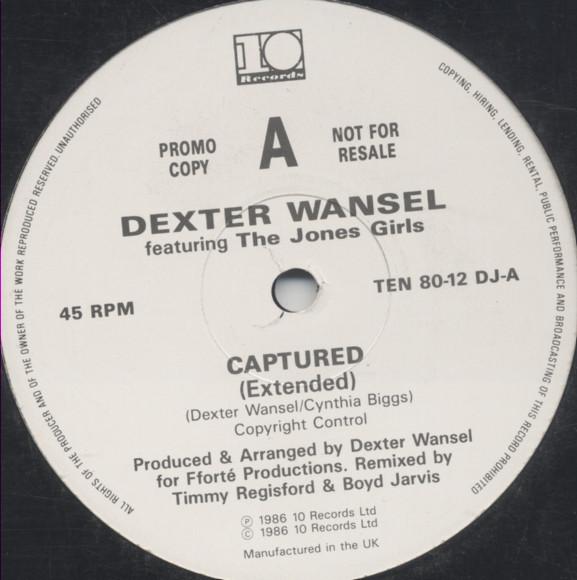 10
Records
PROMO
COPY
A
NOT FOR
RESALE
DEXTER WANSEL
featuring The Jones Girls
45 RPM
TEN 80-12 DJ-A
CAPTURED
(Extended)
(Dexter Wansel/Cynthia Biggs)
Copyright Control
Produced & Arranged by Dexter Wansel
for Fforté Productions. Remixed by
Timmy Regisford & Boyd Jarvis
℗ 1986 10 Records Ltd
© 1986 10 Records Ltd
Manufactured in the UK
ALL RIGHTS OF THE PRODUCER AND OF THE OWNER OF THE WORK REPRODUCED RESERVED. UNAUTHORISED
COPYING, HIRING, LENDING, RENTAL, PUBLIC PERFORMANCE AND BROADCASTING OF THIS RECORD PROHIBITED